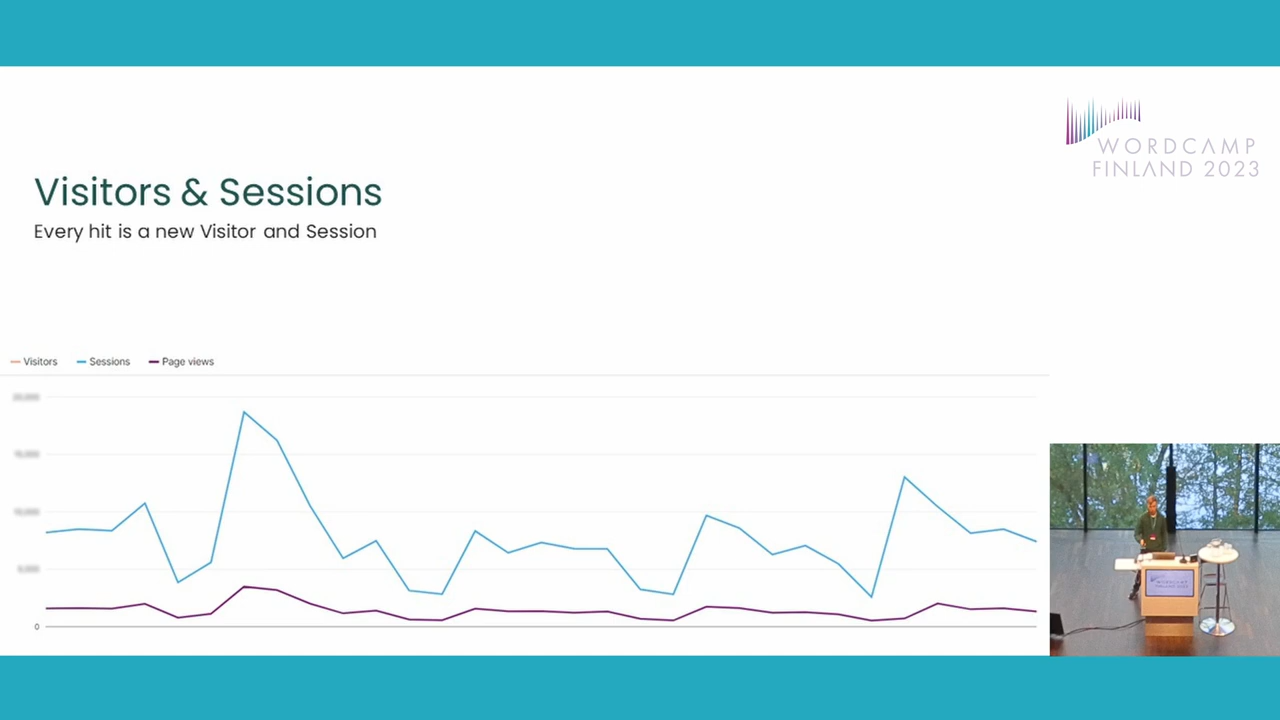 WORDCAMP
FINLAND 2023
Visitors & Sessions
Every hit is a new Visitor and Session
Visitors
Sessions
Page views
0